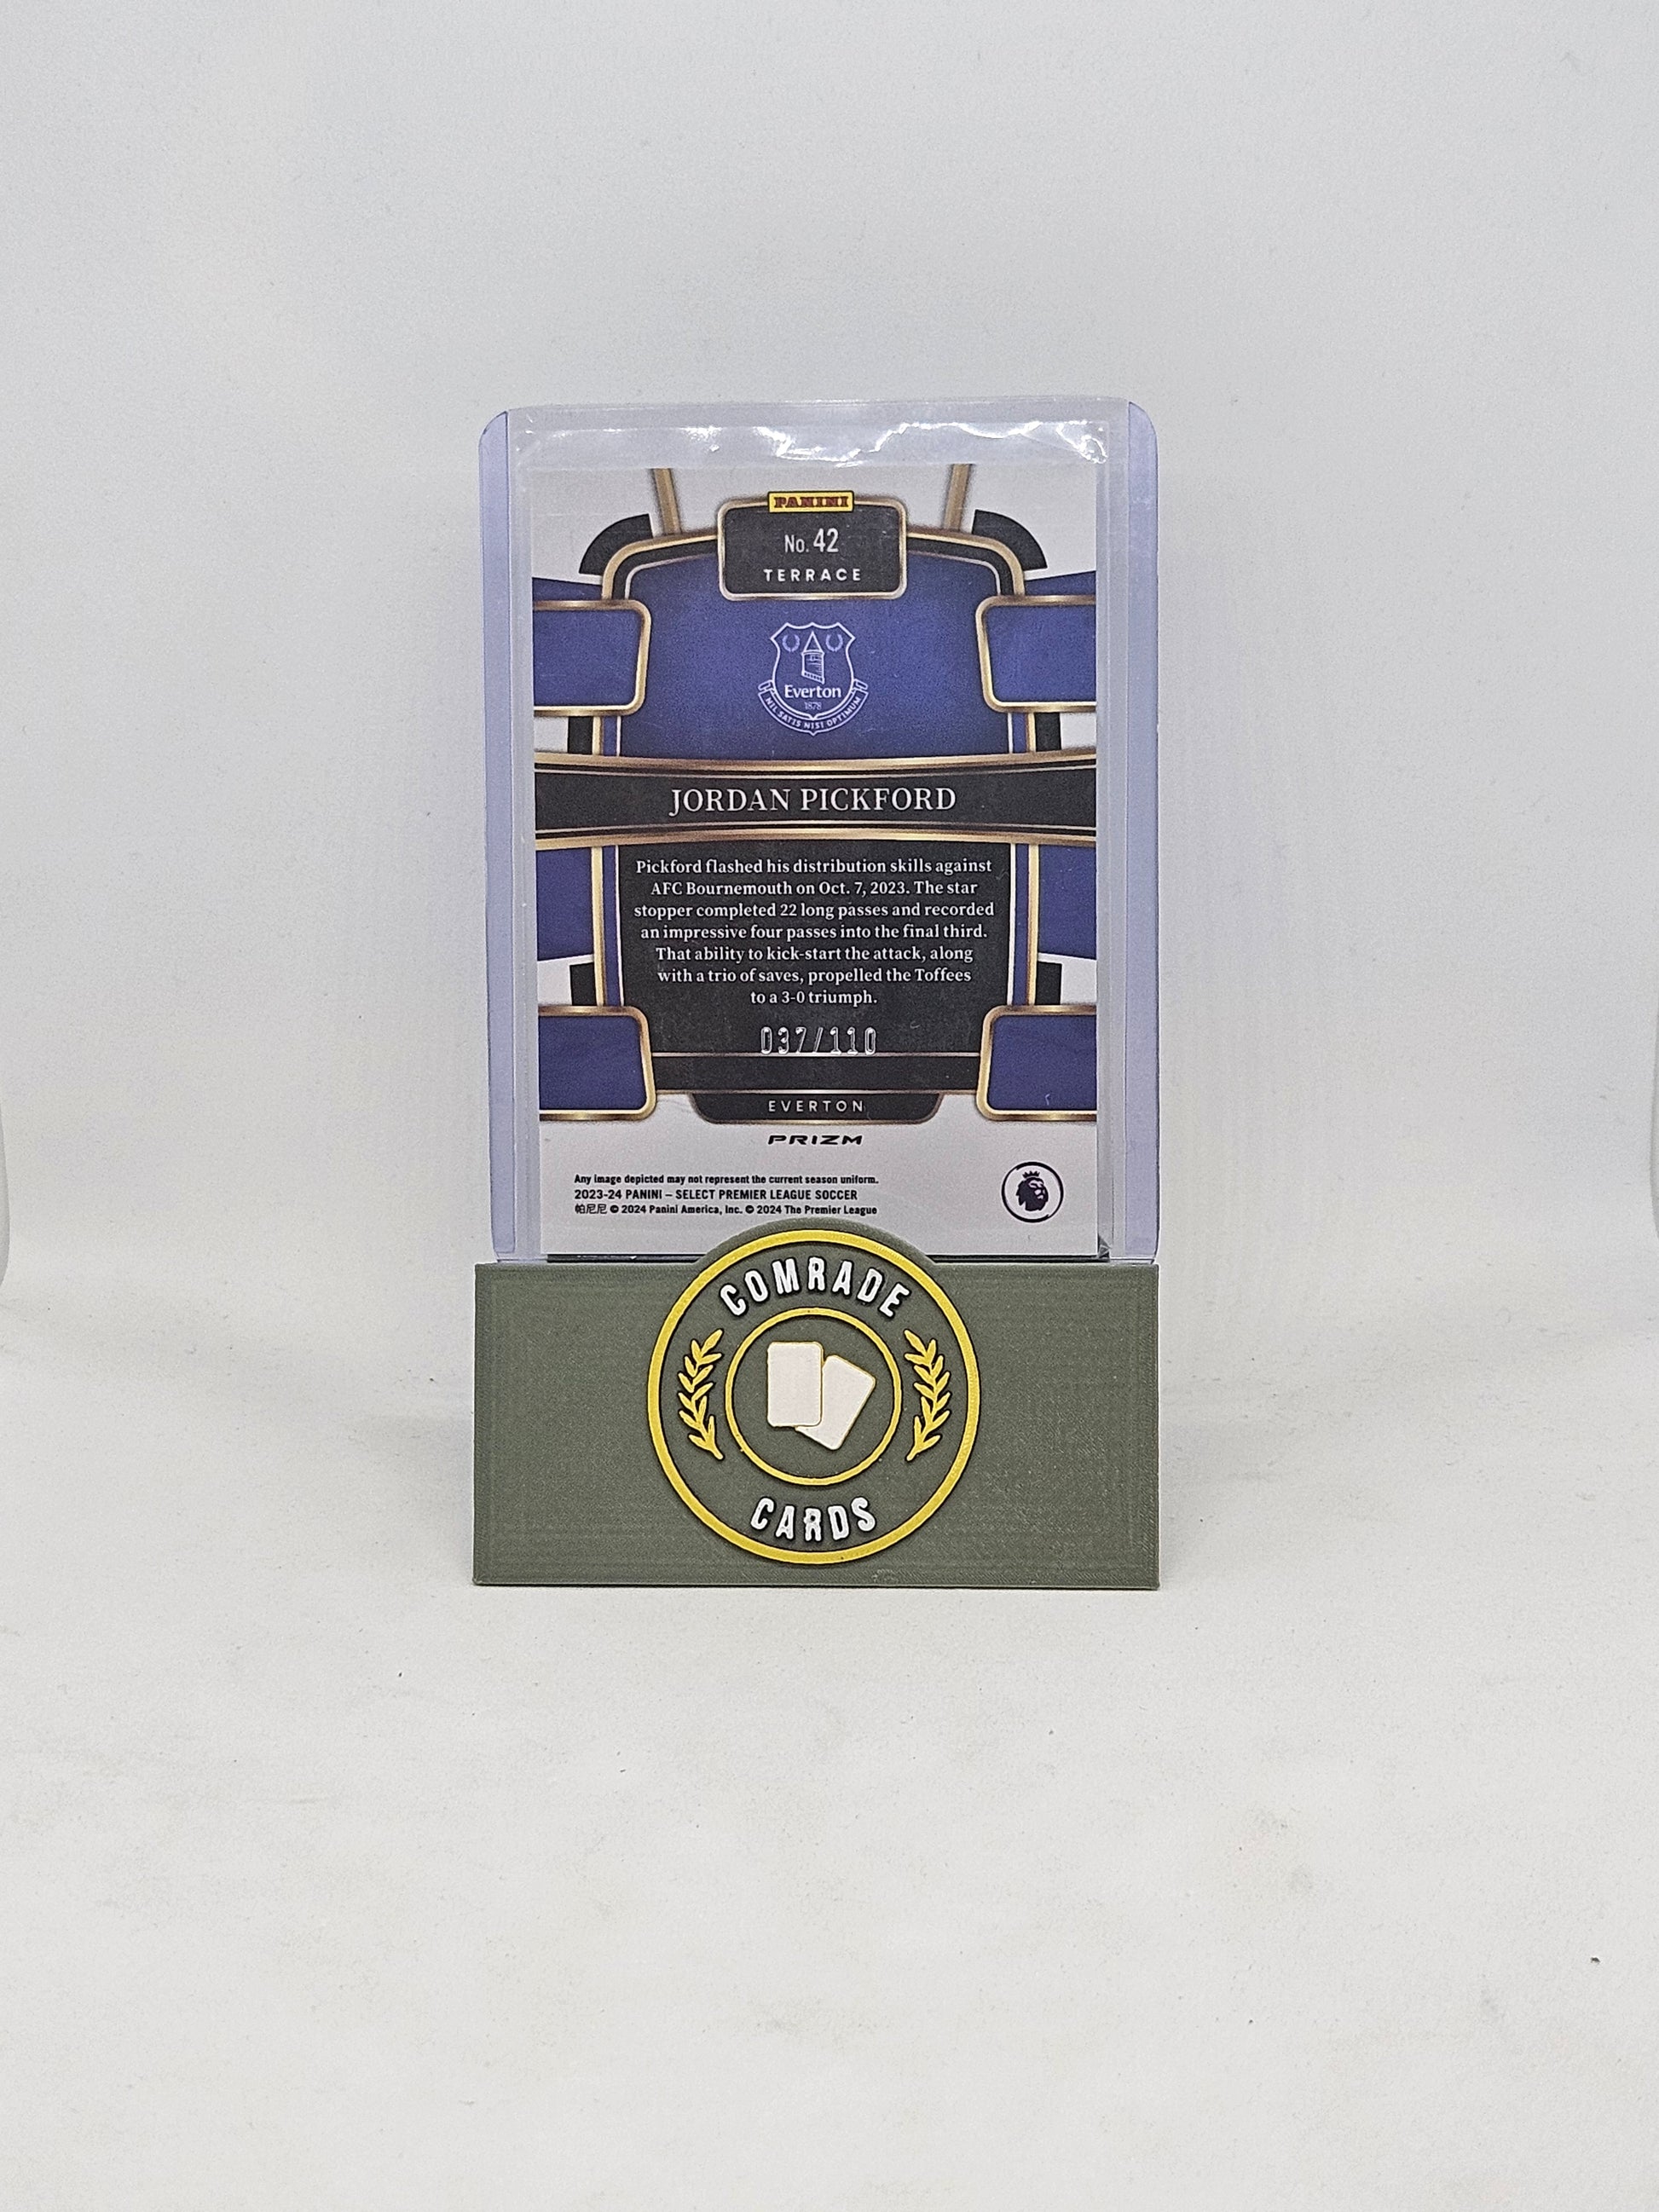 PANINI
No. 42
TERRACE
Everton
1878
NIL SATIS NISI OPTIMUM
JORDAN PICKFORD
Pickford flashed his distribution skills against
AFC Bournemouth on Oct. 7, 2023. The star
stopper completed 22 long passes and recorded
an impressive four passes into the final third.
That ability to kick-start the attack, along
with a trio of saves, propelled the Toffees
to a 3-0 triumph.
037/110
EVERTON
PRIZM
Any image depicted may not represent the current season uniform.
2023-24 PANINI – SELECT PREMIER LEAGUE SOCCER
帕尼尼 © 2024 Panini America, Inc. © 2024 The Premier League
COMRADE
CARDS